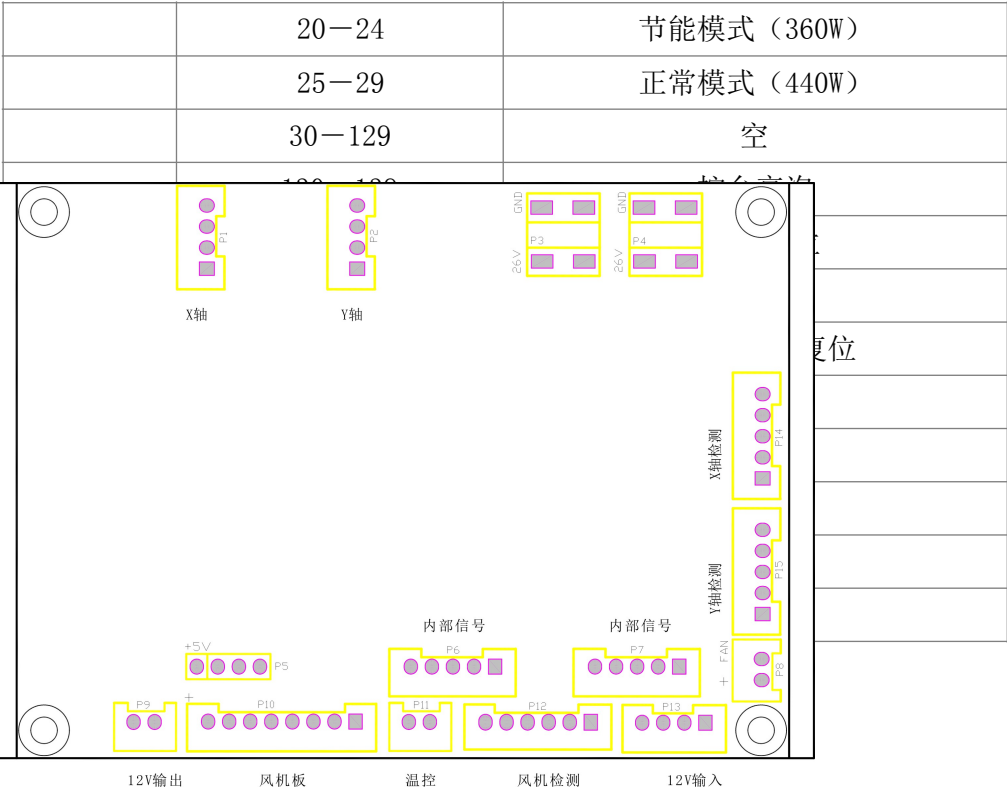 20－24 节能模式（360W）
25－29 正常模式（440W）
30－129 空
GND GND
P1 P2 P3 P4
26V 26V
X轴 Y轴
X轴检测 P14
Y轴检测 P15
内部信号 内部信号
+5V P5 P6 P7 + FAN P8
+
P9 P10 P11 P12 P13
12V输出 风机板 温控 风机检测 12V输入
复位